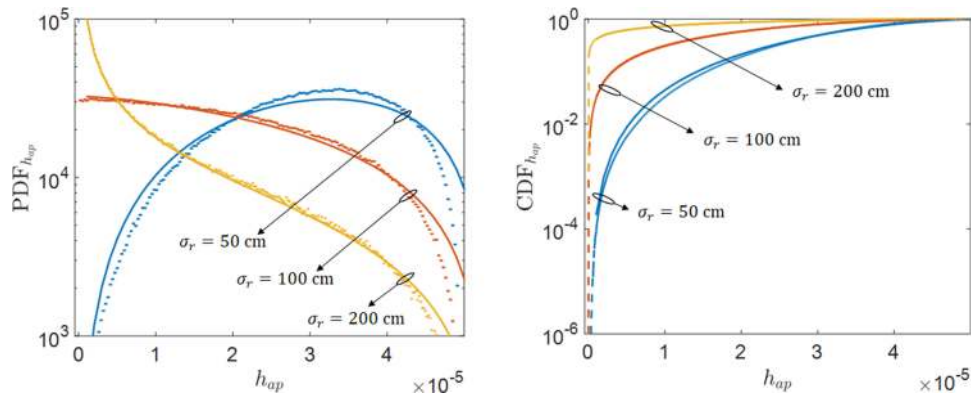 10^5
10^4
10^3
PDF_{h_{ap}}
σ_r = 50 cm
σ_r = 100 cm
σ_r = 200 cm
0 1 2 3 4 5
h_{ap}
×10^{-5}
10^0
10^{-2}
10^{-4}
10^{-6}
CDF_{h_{ap}}
σ_r = 200 cm
σ_r = 100 cm
σ_r = 50 cm
0 1 2 3 4 5
h_{ap}
×10^{-5}